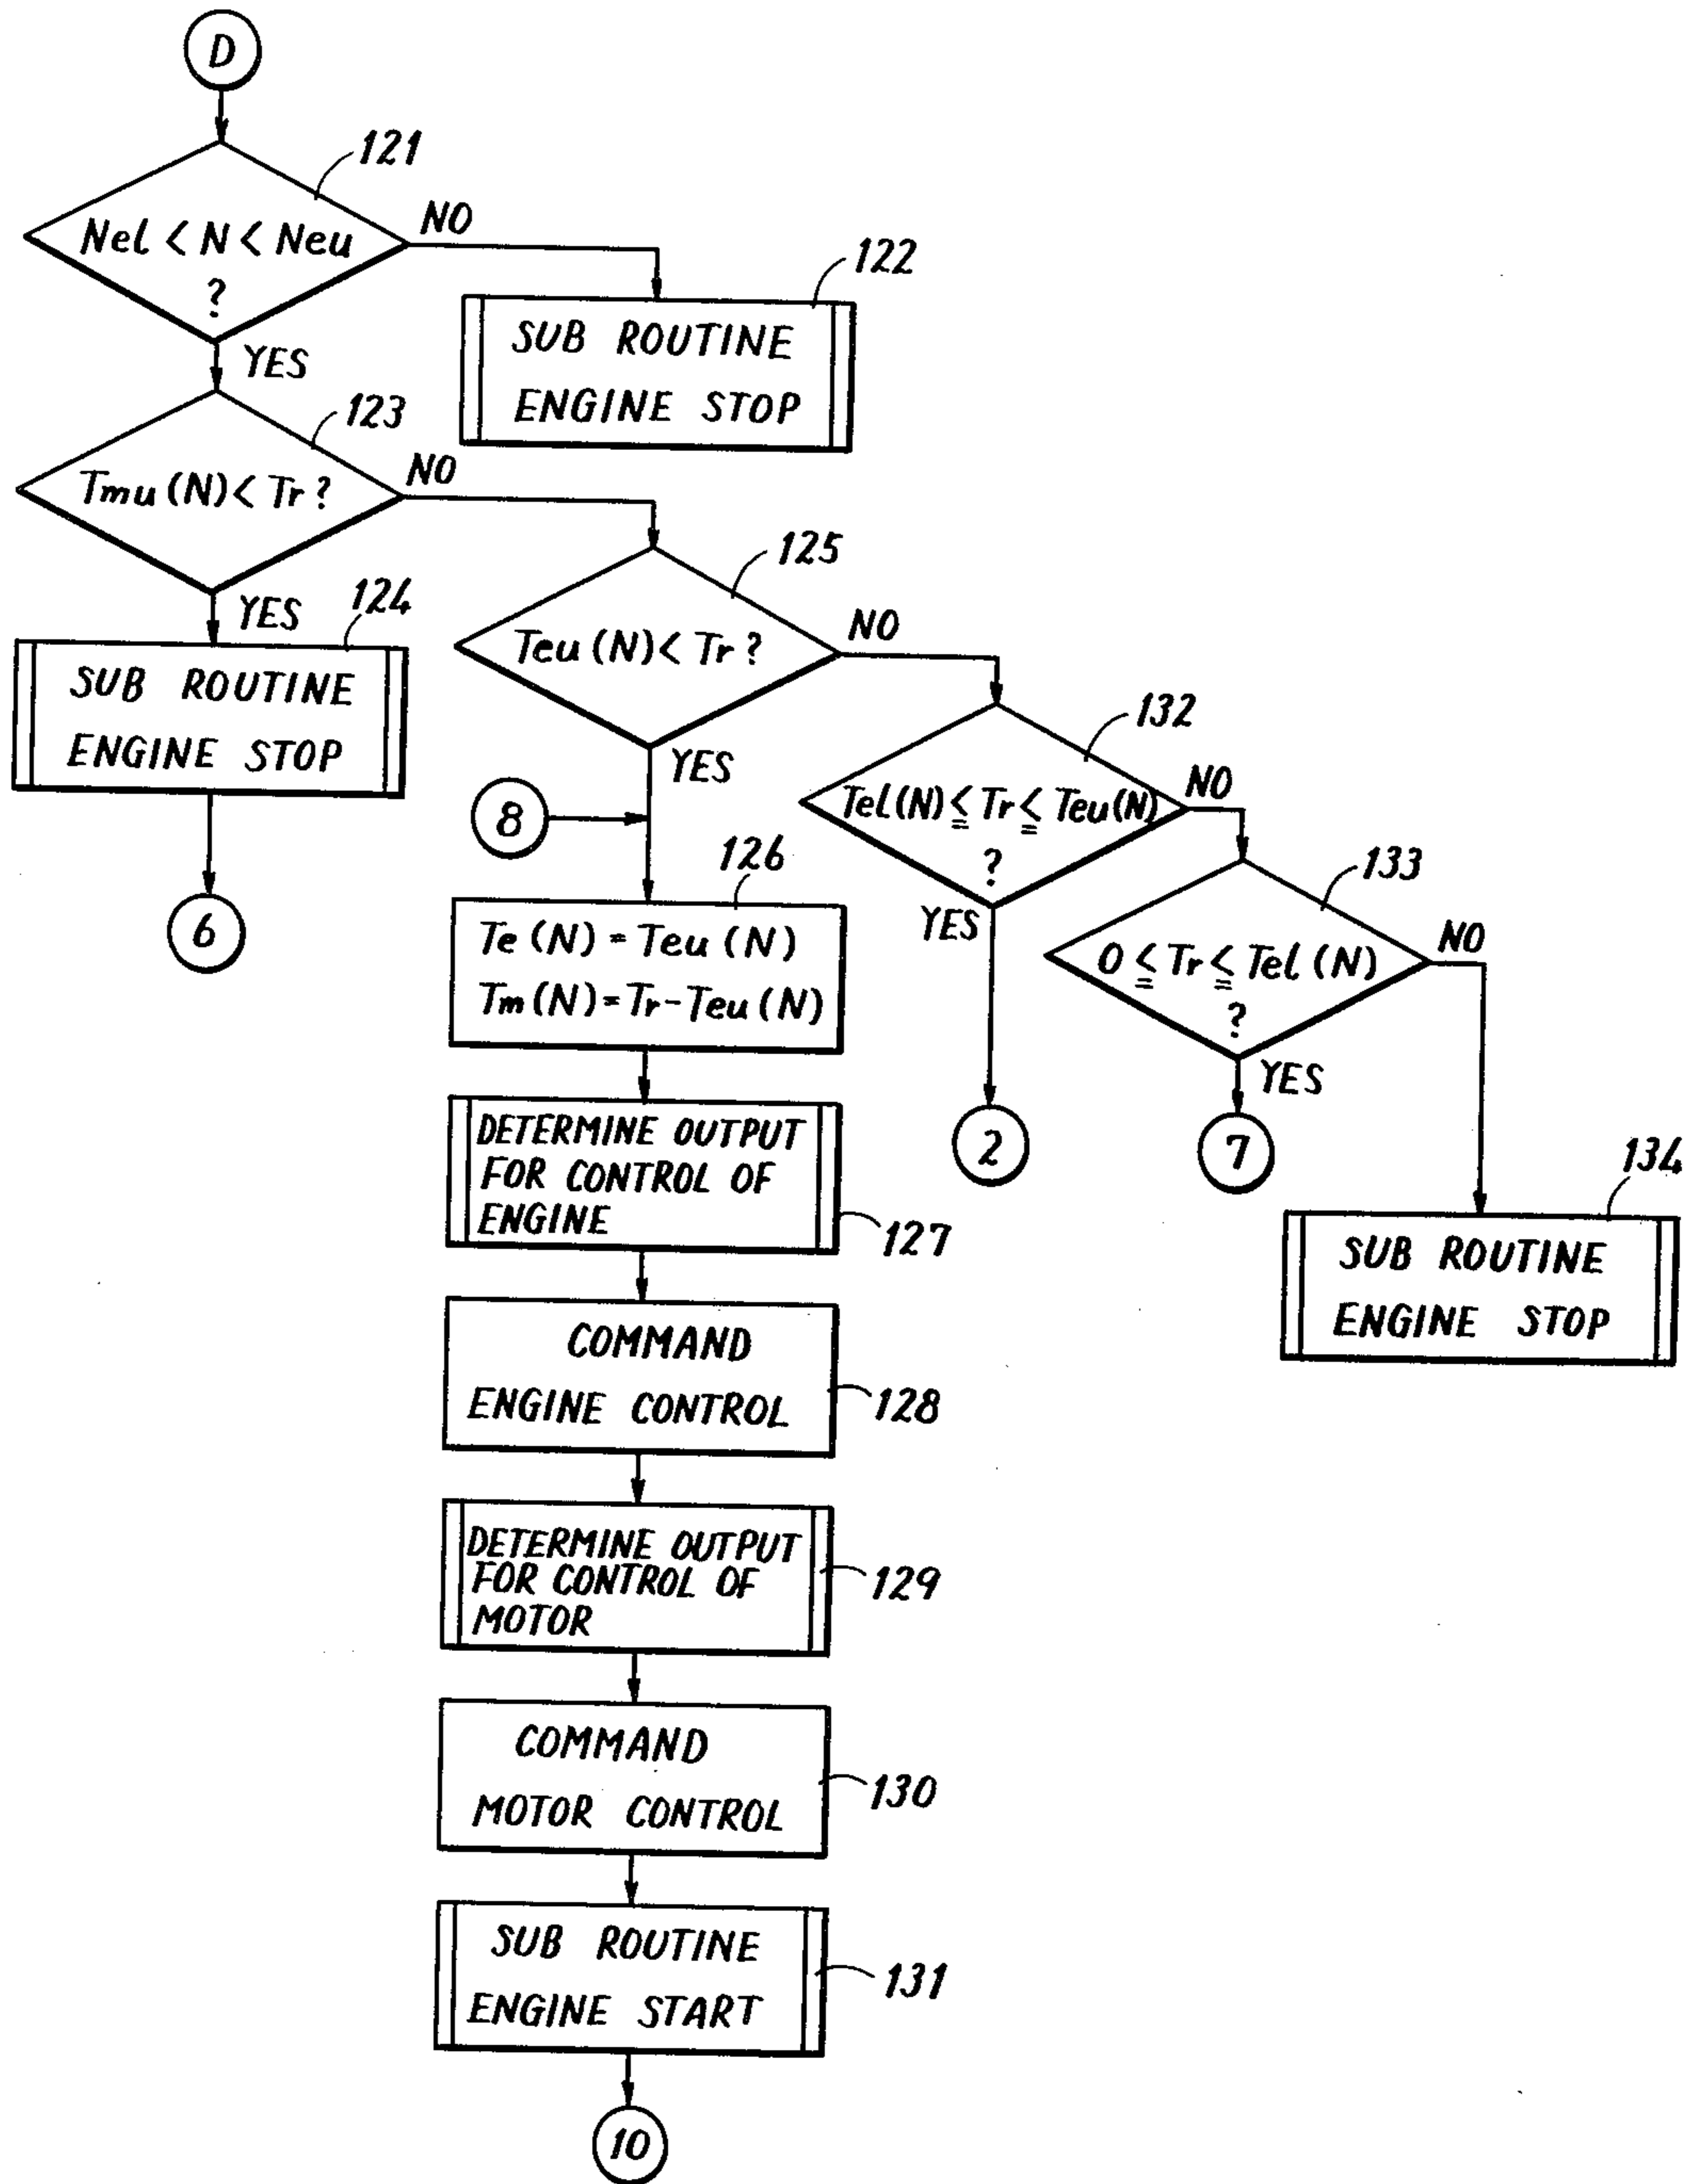 D
121
Nel < N < Neu
?
NO
YES
122
SUB ROUTINE
ENGINE STOP
123
Tmu (N) < Tr ?
NO
YES
124
SUB ROUTINE
ENGINE STOP
6
125
Teu (N) < Tr ?
NO
YES
8
126
Te (N) = Teu (N)
Tm (N) = Tr - Teu (N)
DETERMINE OUTPUT
FOR CONTROL OF
ENGINE
127
COMMAND
ENGINE CONTROL
128
DETERMINE OUTPUT
FOR CONTROL OF
MOTOR
129
COMMAND
MOTOR CONTROL
130
SUB ROUTINE
ENGINE START
131
10
132
Tel (N) ≦ Tr ≦ Teu (N)
?
NO
YES
2
133
0 ≦ Tr ≦ Tel (N)
?
NO
YES
7
134
SUB ROUTINE
ENGINE STOP